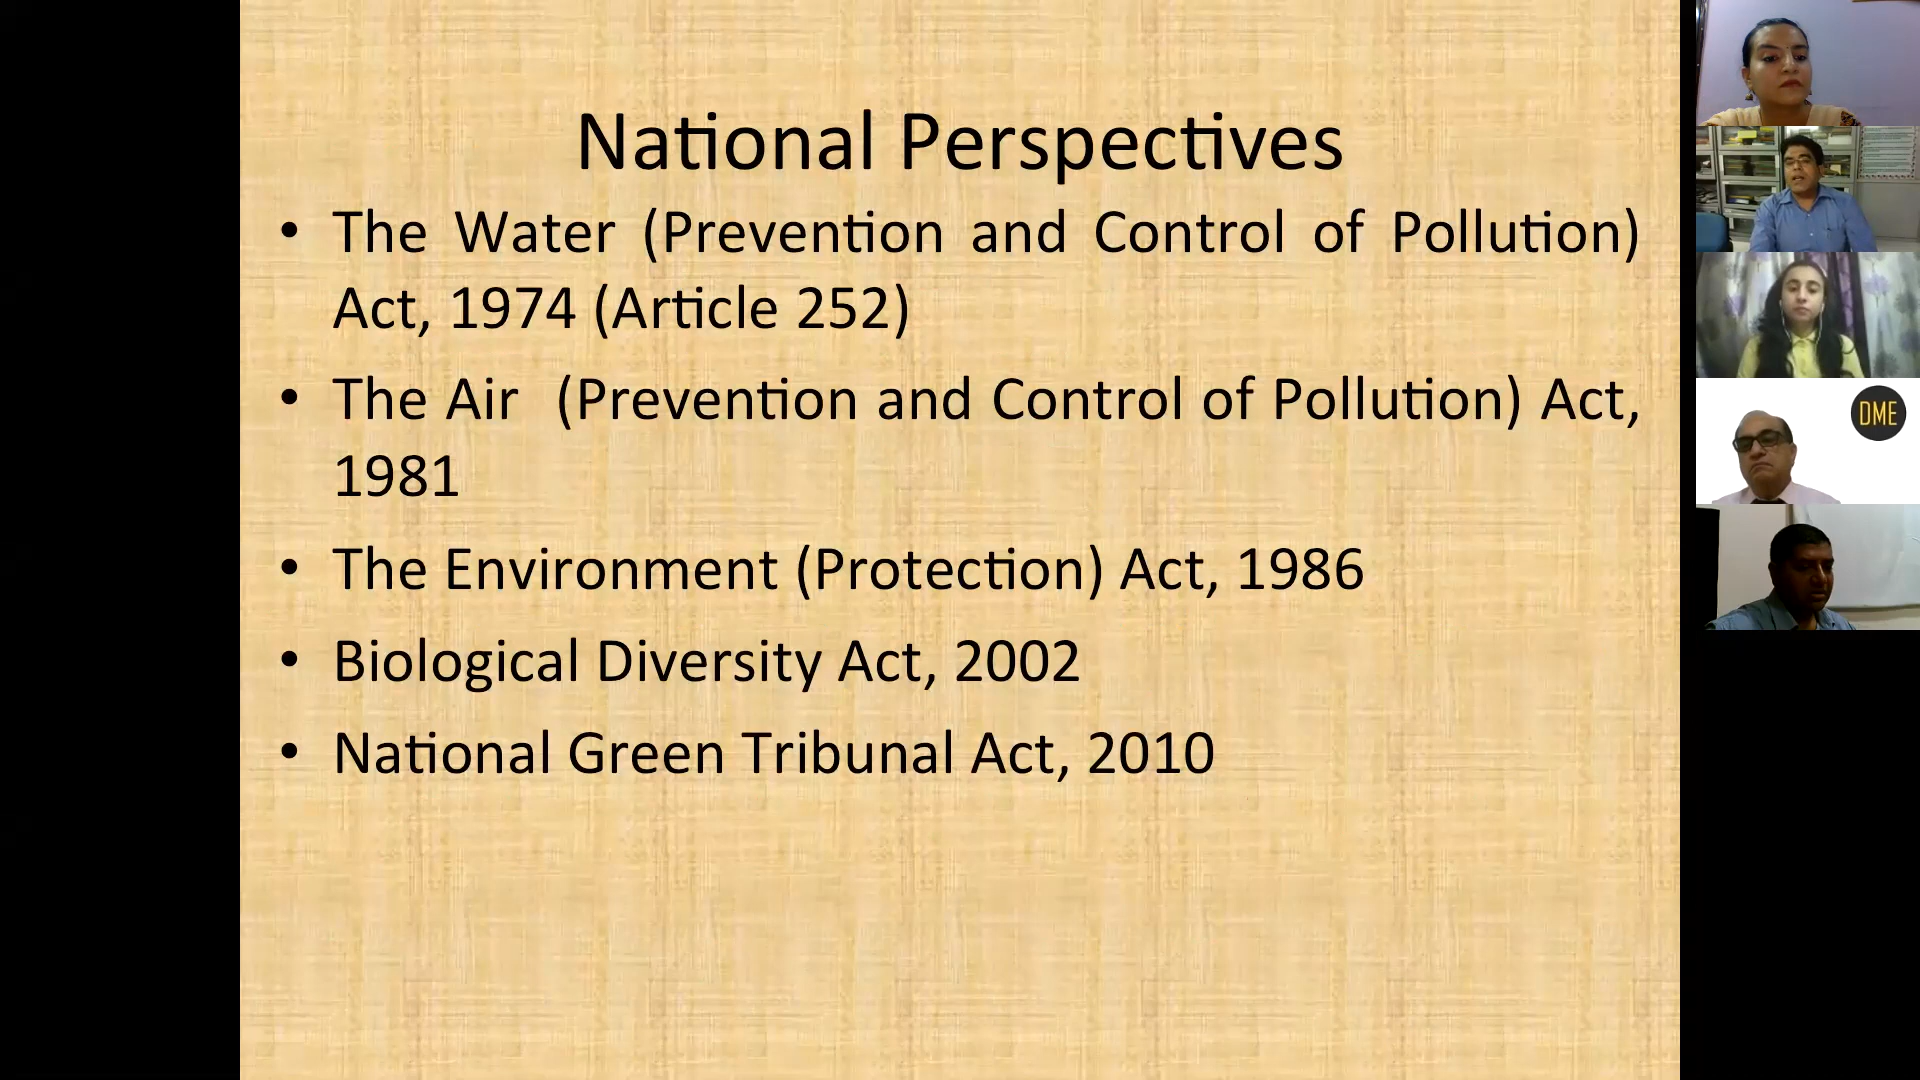 National Perspectives
• The Water (Prevention and Control of Pollution)
Act, 1974 (Article 252)
• The Air (Prevention and Control of Pollution) Act,
1981
• The Environment (Protection) Act, 1986
• Biological Diversity Act, 2002
• National Green Tribunal Act, 2010
DME